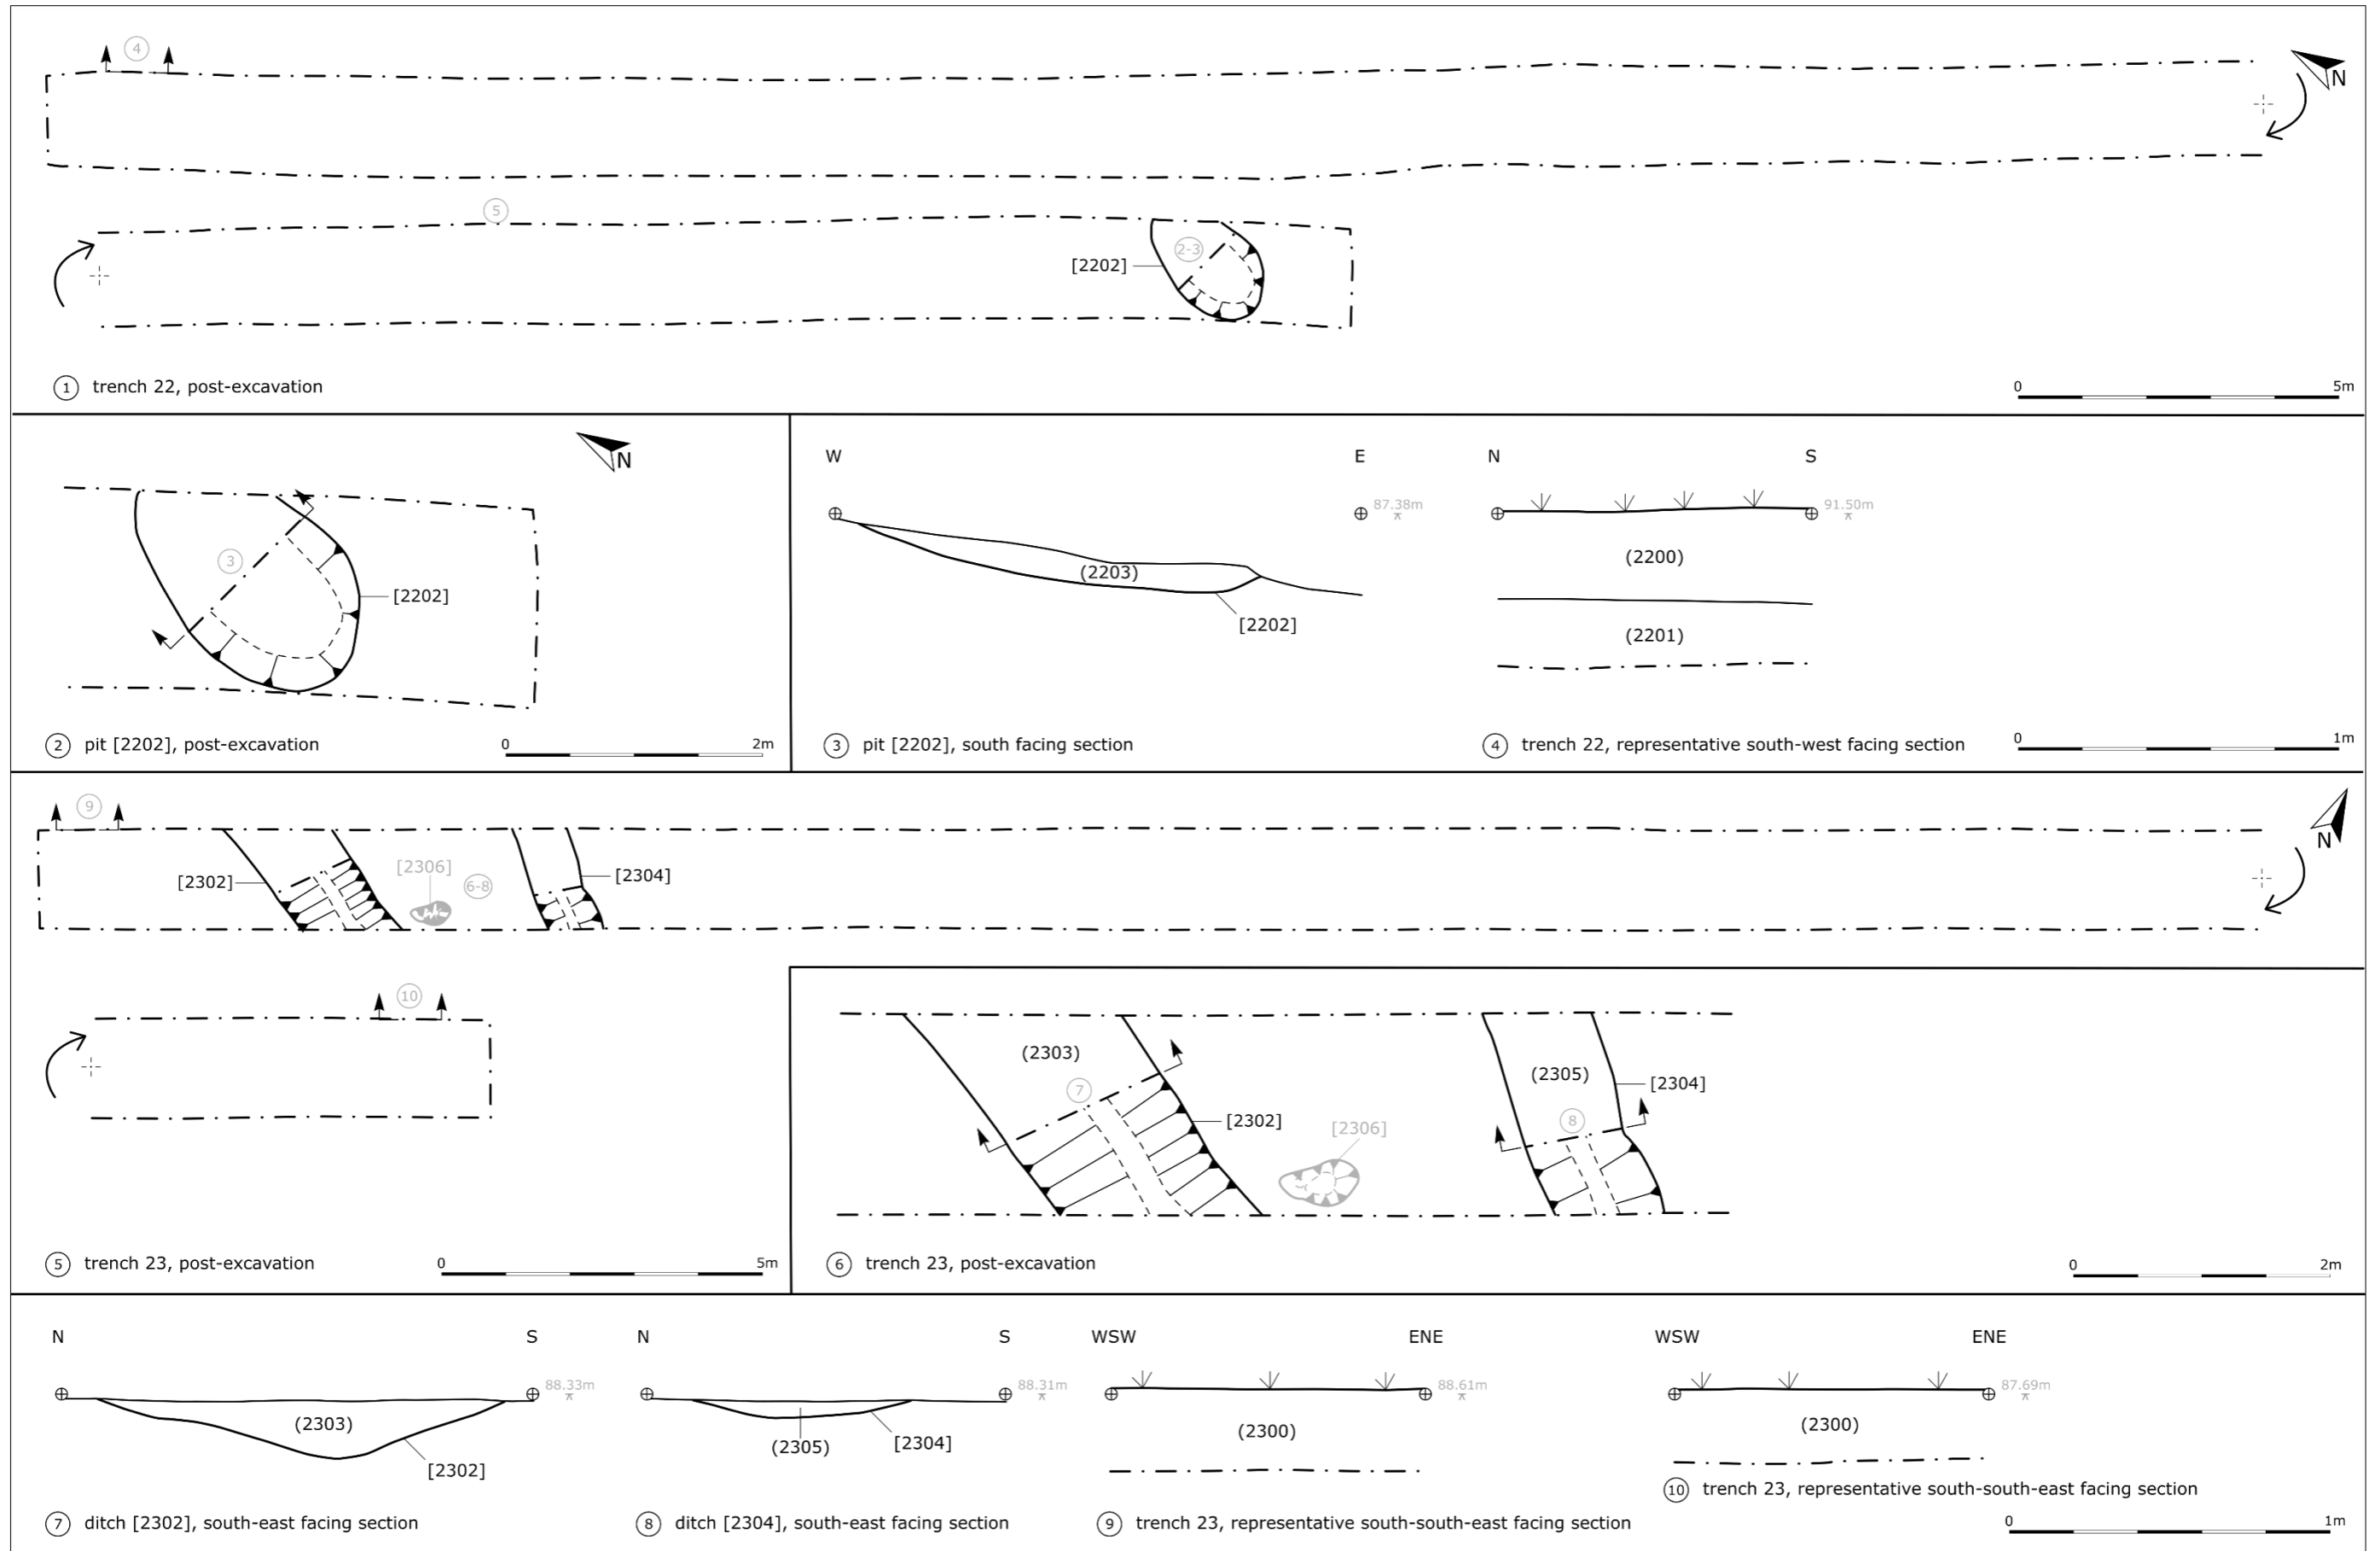 4
N
5
[2202]
2-3
1 trench 22, post-excavation
0 5m
N
3
[2202]
2 pit [2202], post-excavation
0 2m
W E
87.38m
(2203)
[2202]
3 pit [2202], south facing section
N S
91.50m
(2200)
(2201)
4 trench 22, representative south-west facing section
0 1m
9
[2302]
[2306]
6-8
[2304]
N
10
5 trench 23, post-excavation
0 5m
(2303)
7
[2302]
[2306]
(2305)
8
[2304]
6 trench 23, post-excavation
0 2m
N S
88.33m
(2303)
[2302]
7 ditch [2302], south-east facing section
N S
88.31m
(2305)
[2304]
8 ditch [2304], south-east facing section
WSW ENE
88.61m
(2300)
9 trench 23, representative south-south-east facing section
WSW ENE
87.69m
(2300)
10 trench 23, representative south-south-east facing section
0 1m